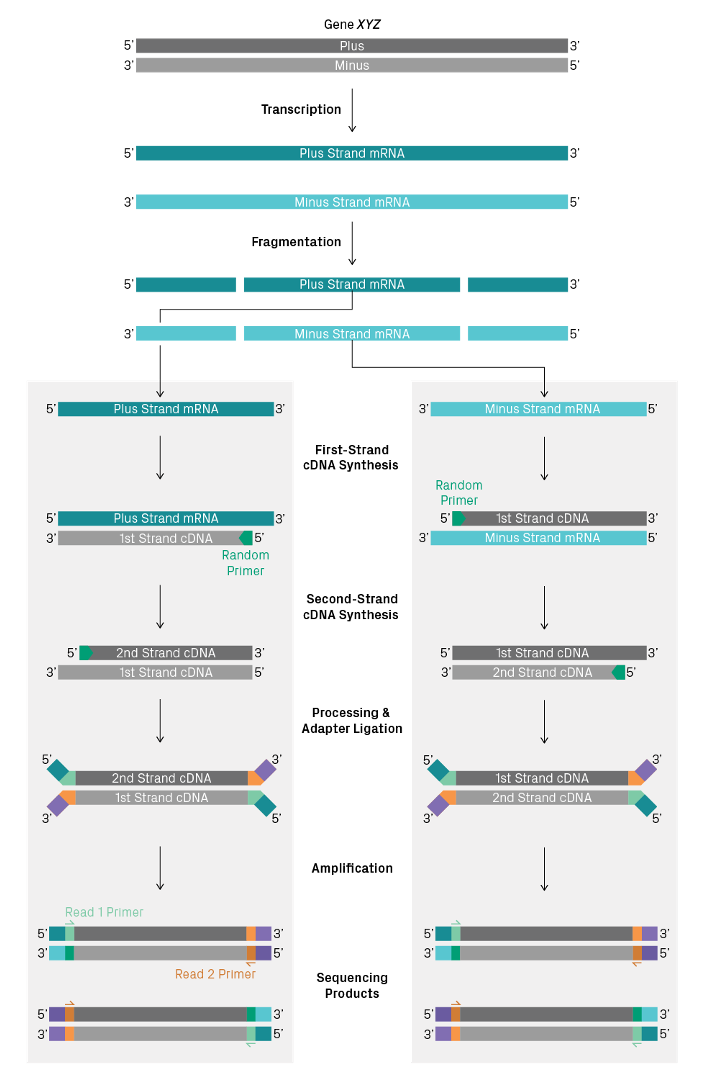 Gene XYZ
5' Plus 3'
3' Minus 5'
Transcription
5' Plus Strand mRNA 3'
3' Minus Strand mRNA 5'
Fragmentation
5' Plus Strand mRNA 3'
3' Minus Strand mRNA 5'
5' Plus Strand mRNA 3'
3' Minus Strand mRNA 5'
First-Strand
cDNA Synthesis
5' Plus Strand mRNA 3'
3' 1st Strand cDNA 5'
Random
Primer
Random
Primer
5' 1st Strand cDNA 3'
3' Minus Strand mRNA 5'
Second-Strand
cDNA Synthesis
5' 2nd Strand cDNA 3'
3' 1st Strand cDNA 5'
5' 1st Strand cDNA 3'
3' 2nd Strand cDNA 5'
Processing &
Adapter Ligation
5' 3'
2nd Strand cDNA
1st Strand cDNA
3' 5'
5' 3'
1st Strand cDNA
2nd Strand cDNA
3' 5'
Amplification
Read 1 Primer
5' 3'
3' 5'
Read 2 Primer
5' 3'
3' 5'
Sequencing
Products
5' 3'
3' 5'
5' 3'
3' 5'